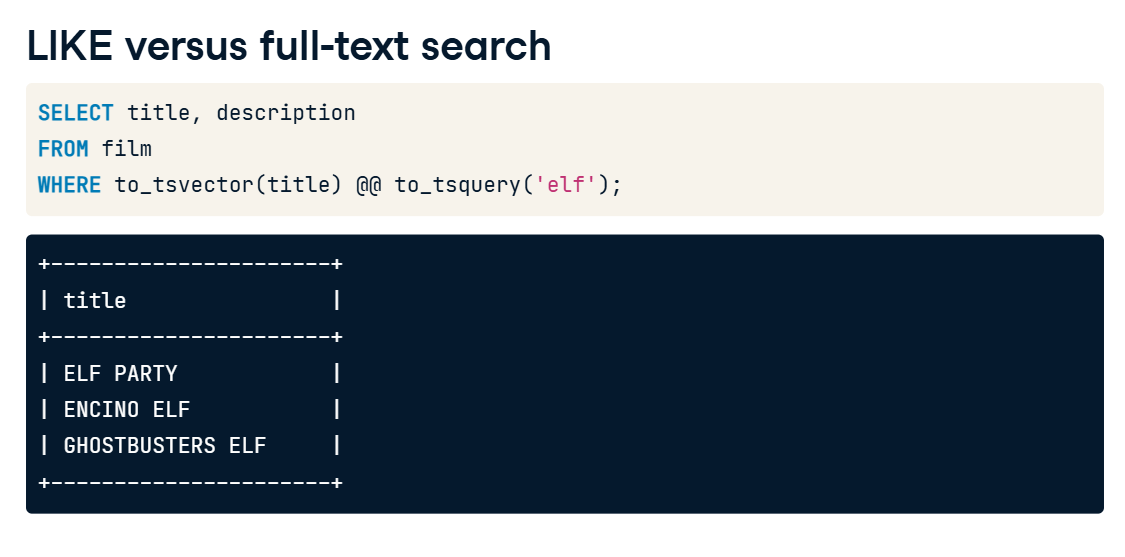 LIKE versus full-text search
SELECT title, description
FROM film
WHERE to_tsvector(title) @@ to_tsquery('elf');
+----------------------+
| title                |
+----------------------+
| ELF PARTY            |
| ENCINO ELF           |
| GHOSTBUSTERS ELF     |
+----------------------+